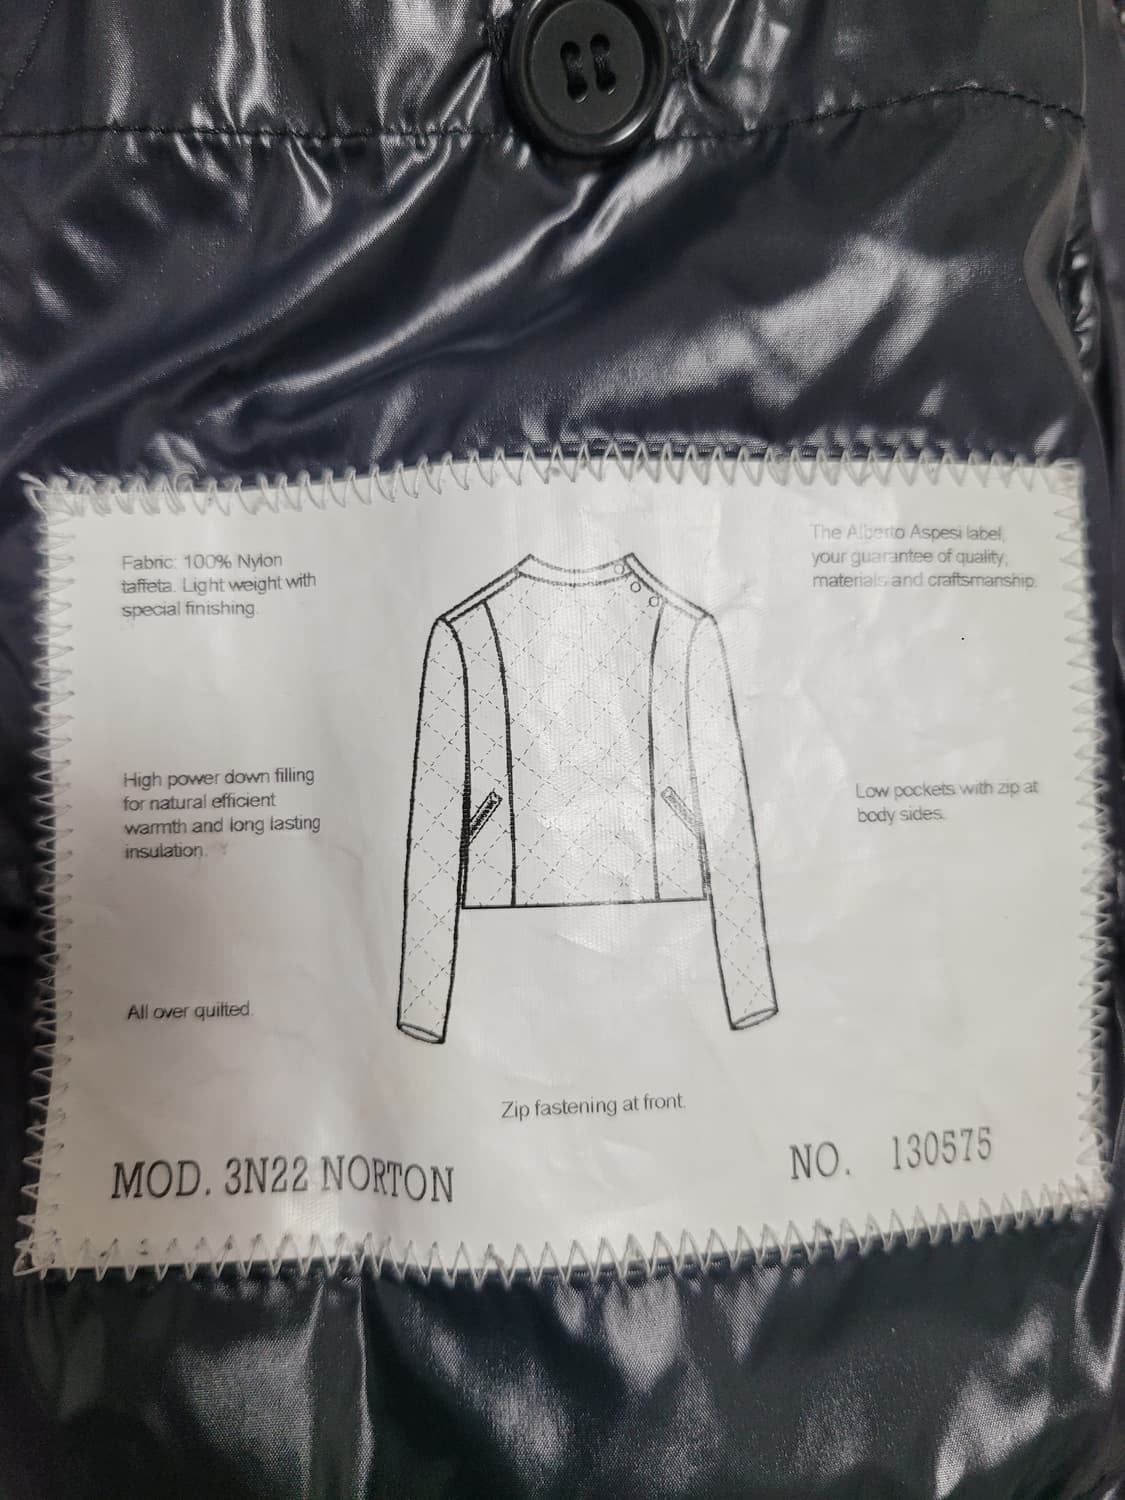 Fabric: 100% Nylon
taffeta. Light weight with
special finishing.
The Alberto Aspesi label,
your guarantee of quality,
materials and craftsmanship.
High power down filling
for natural efficient
warmth and long lasting
insulation.
Low pockets with zip at
body sides.
All over quilted.
Zip fastening at front.
MOD. 3N22 NORTON
NO. 130575